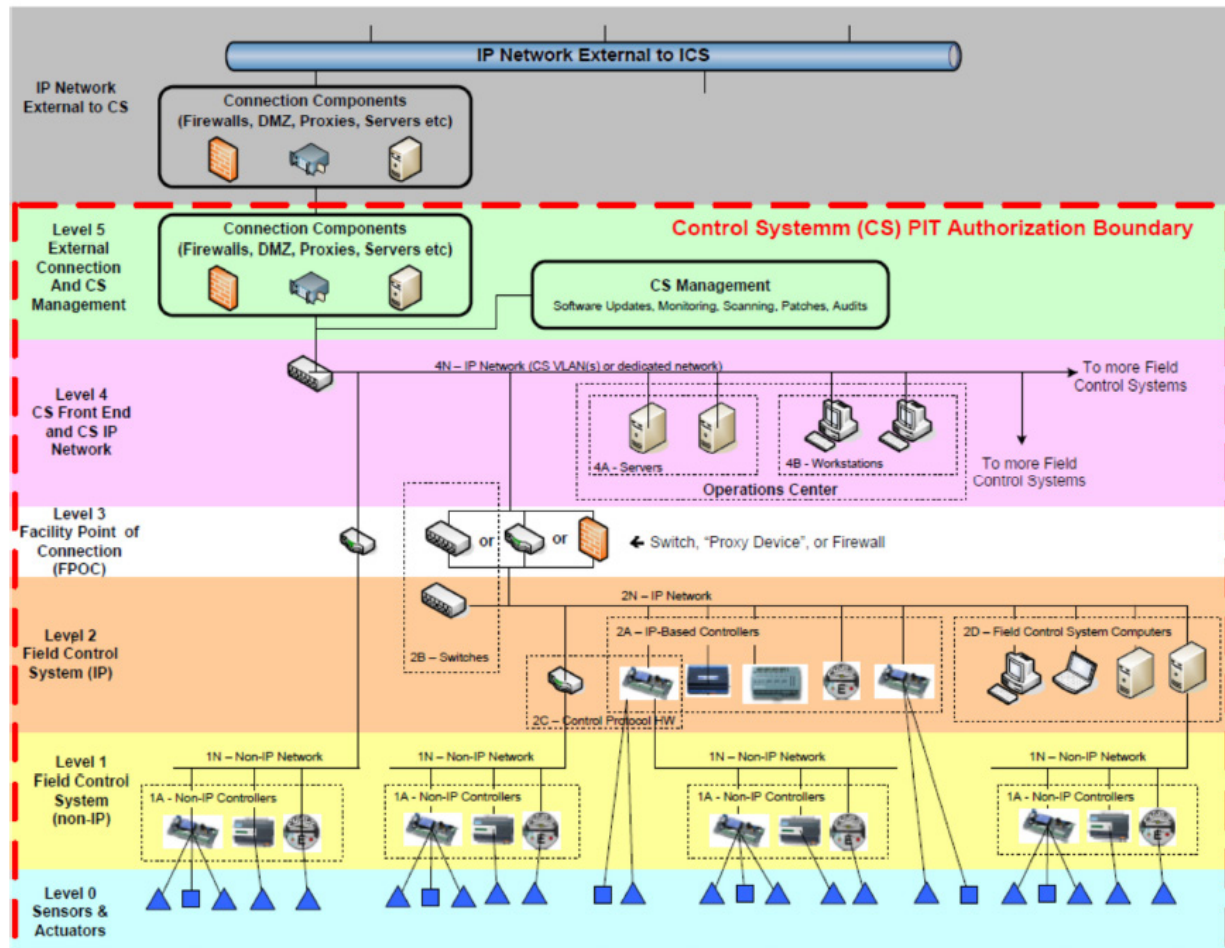 IP Network External to ICS
IP Network
External to CS
Connection Components
(Firewalls, DMZ, Proxies, Servers etc)
Level 5
External
Connection
And CS
Management
Connection Components
(Firewalls, DMZ, Proxies, Servers etc)
Control Systemm (CS) PIT Authorization Boundary
CS Management
Software Updates, Monitoring, Scanning, Patches, Audits
Level 4
CS Front End
and CS IP
Network
4N – IP Network (CS VLAN(s) or dedicated network)
To more Field
Control Systems
4A - Servers
4B - Workstations
Operations Center
To more Field
Control Systems
Level 3
Facility Point of
Connection
(FPOC)
or
or
Switch, “Proxy Device”, or Firewall
Level 2
Field Control
System (IP)
2N – IP Network
2B – Switches
2A – IP-Based Controllers
2D – Field Control System Computers
E
2C – Control Protocol HW
Level 1
Field Control
System
(non-IP)
1N – Non-IP Network
1N – Non-IP Network
1N – Non-IP Network
1N – Non-IP Network
1A - Non-IP Controllers
1A - Non-IP Controllers
1A - Non-IP Controllers
1A - Non-IP Controllers
E
E
E
E
Level 0
Sensors &
Actuators